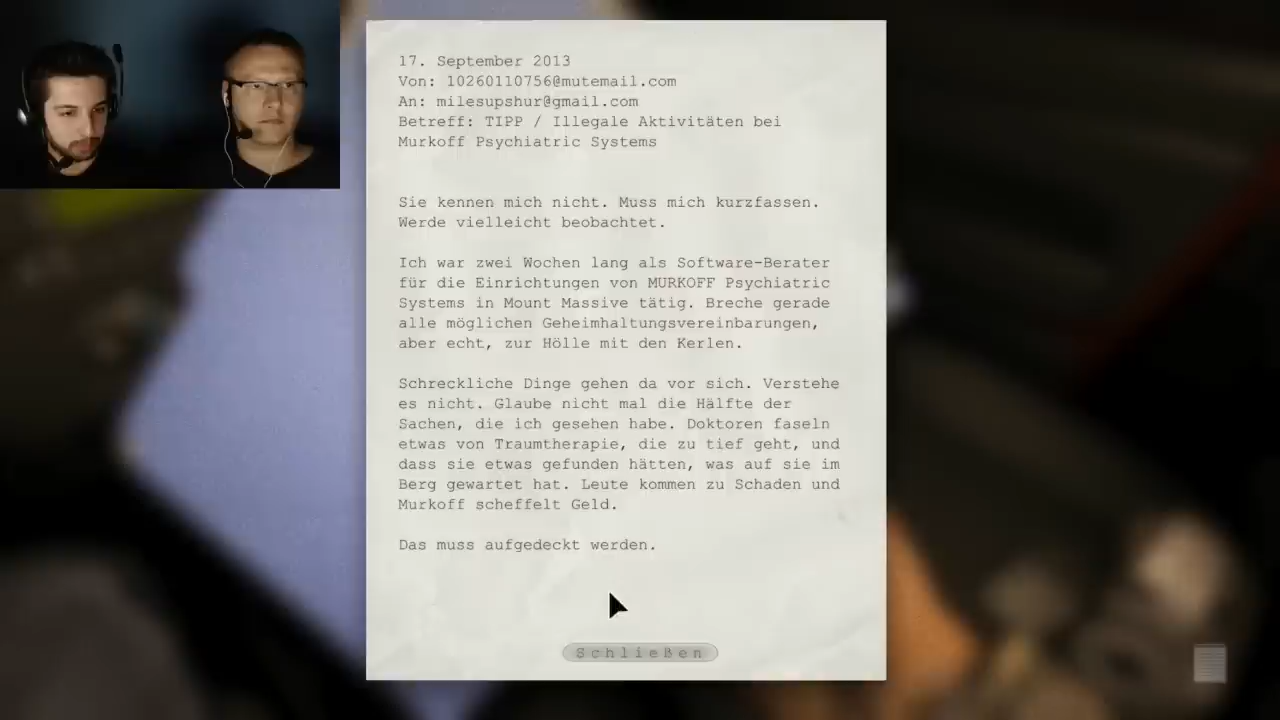 17. September 2013
Von: 10260110756@mutemail.com
An: milesupshur@gmail.com
Betreff: TIPP / Illegale Aktivitäten bei
Murkoff Psychiatric Systems
Sie kennen mich nicht. Muss mich kurzfassen.
Werde vielleicht beobachtet.
Ich war zwei Wochen lang als Software-Berater
für die Einrichtungen von MURKOFF Psychiatric
Systems in Mount Massive tätig. Breche gerade
alle möglichen Geheimhaltungsvereinbarungen,
aber echt, zur Hölle mit den Kerlen.
Schreckliche Dinge gehen da vor sich. Verstehe
es nicht. Glaube nicht mal die Hälfte der
Sachen, die ich gesehen habe. Doktoren faseln
etwas von Traumtherapie, die zu tief geht, und
dass sie etwas gefunden hätten, was auf sie im
Berg gewartet hat. Leute kommen zu Schaden und
Murkoff scheffelt Geld.
Das muss aufgedeckt werden.
Schließen